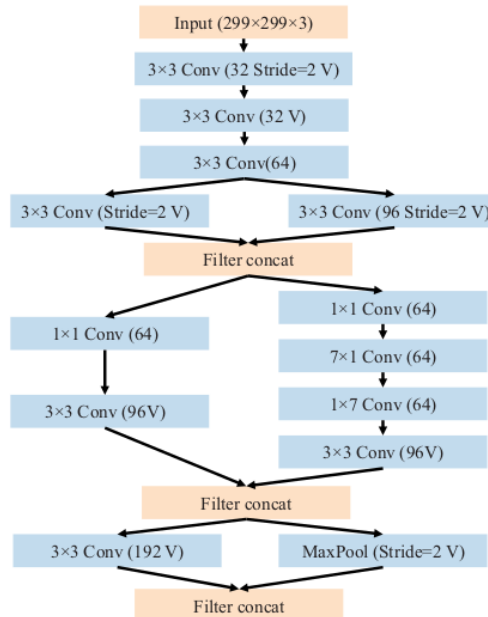 Input (299×299×3)
3×3 Conv (32 Stride=2 V)
3×3 Conv (32 V)
3×3 Conv(64)
3×3 Conv (Stride=2 V)
3×3 Conv (96 Stride=2 V)
Filter concat
1×1 Conv (64)
3×3 Conv (96V)
1×1 Conv (64)
7×1 Conv (64)
1×7 Conv (64)
3×3 Conv (96V)
Filter concat
3×3 Conv (192 V)
MaxPool (Stride=2 V)
Filter concat